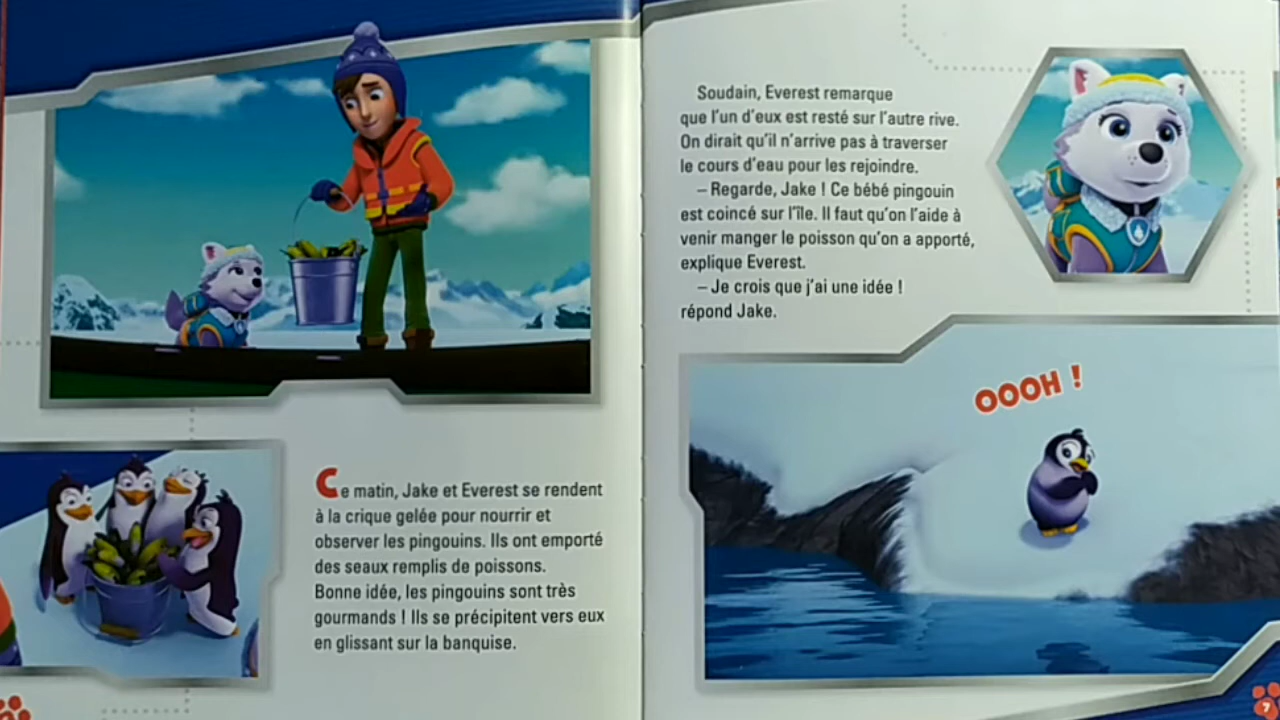 Ce matin, Jake et Everest se rendent
à la crique gelée pour nourrir et
observer les pingouins. Ils ont emporté
des seaux remplis de poissons.
Bonne idée, les pingouins sont très
gourmands ! Ils se précipitent vers eux
en glissant sur la banquise.
Soudain, Everest remarque
que l'un d'eux est resté sur l'autre rive.
On dirait qu'il n'arrive pas à traverser
le cours d'eau pour les rejoindre.
– Regarde, Jake ! Ce bébé pingouin
est coincé sur l'île. Il faut qu'on l'aide à
venir manger le poisson qu'on a apporté,
explique Everest.
– Je crois que j'ai une idée !
répond Jake.
OOOH !
7